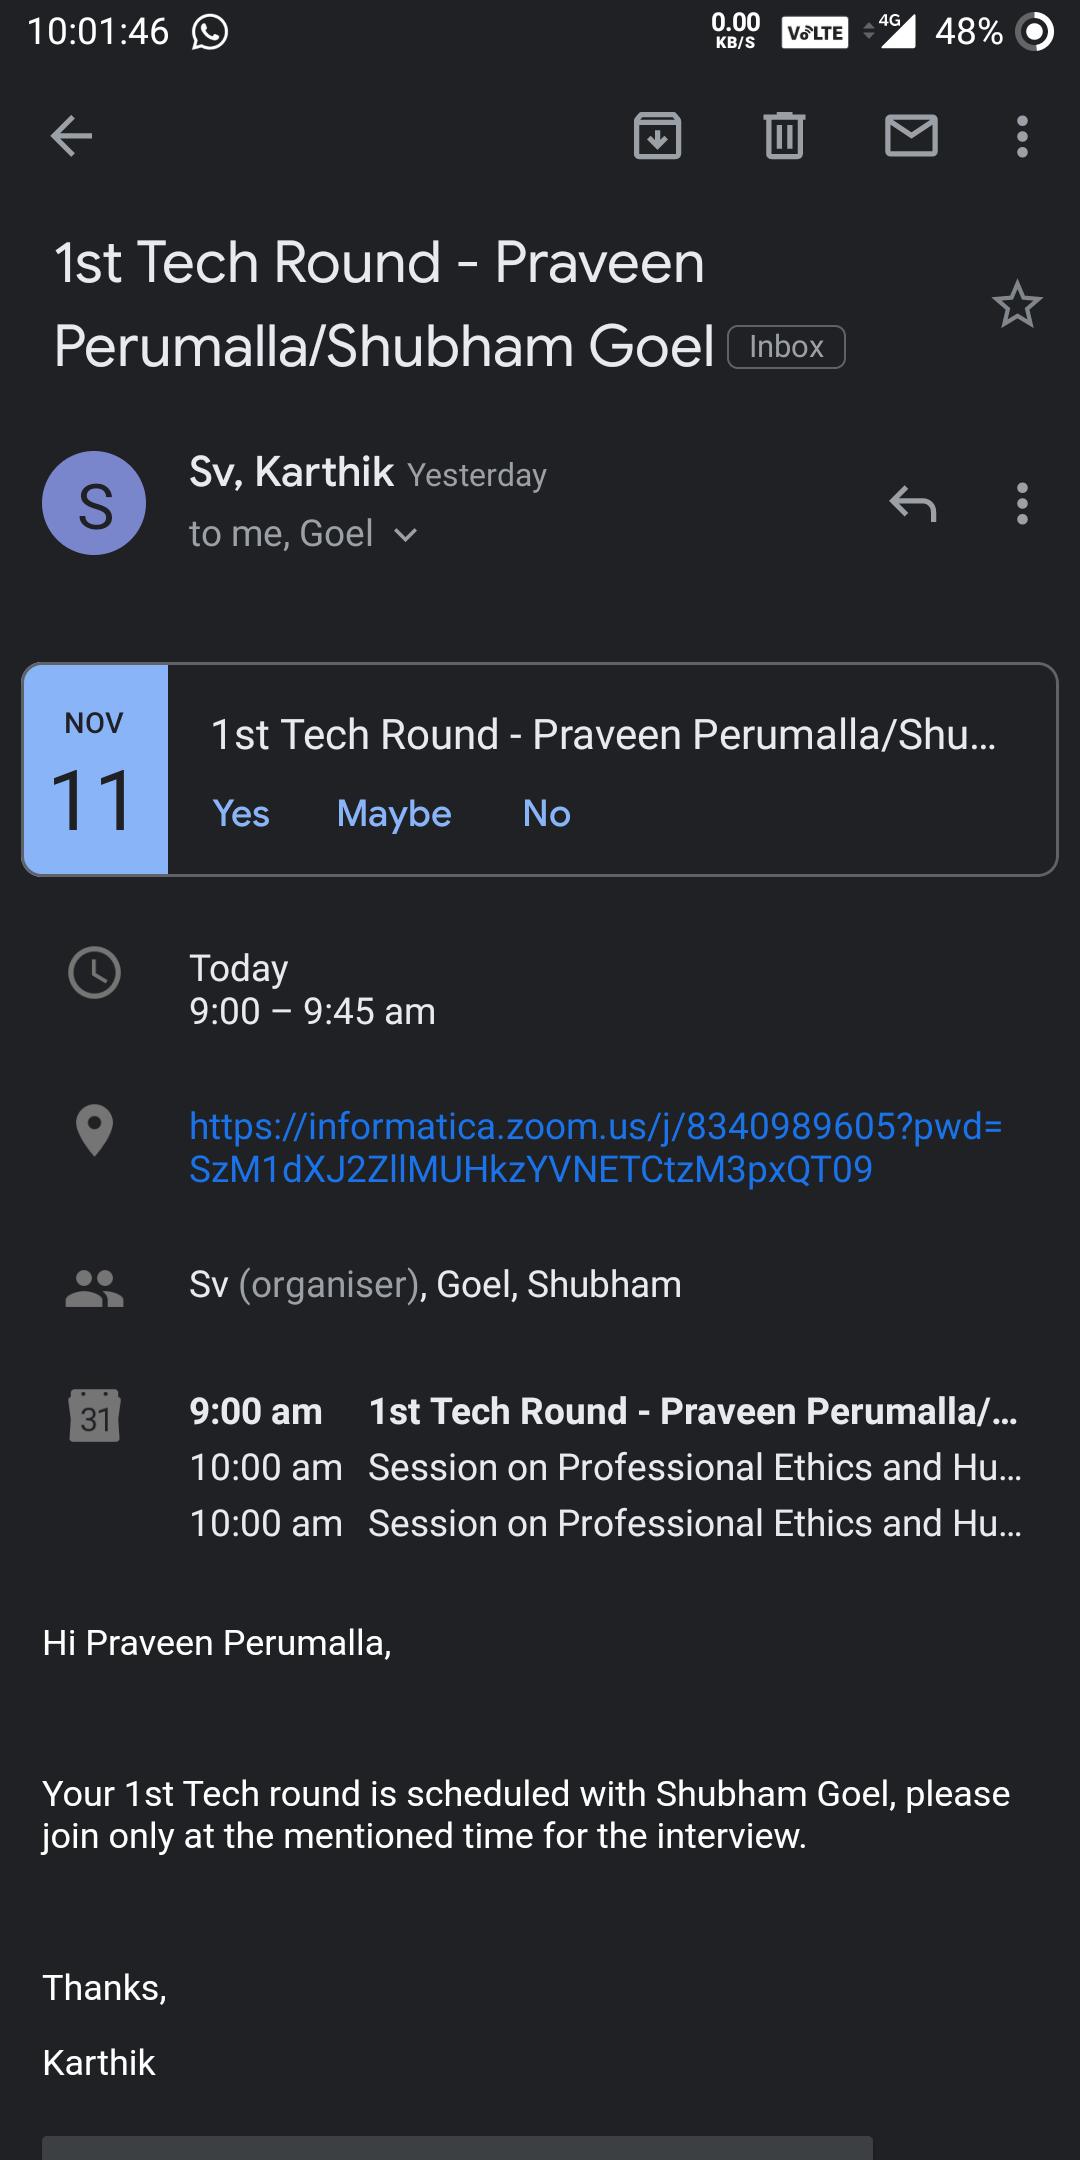 10:01:46
0.00
KB/S
VoLTE
4G
48%
1st Tech Round - Praveen
Perumalla/Shubham Goel
Inbox
S
Sv, Karthik Yesterday
to me, Goel
NOV
11
1st Tech Round - Praveen Perumalla/Shu...
Yes
Maybe
No
Today
9:00 – 9:45 am
https://informatica.zoom.us/j/8340989605?pwd=
SzM1dXJ2ZllMUHkzYVNETCtzM3pxQT09
Sv (organiser), Goel, Shubham
31
9:00 am 1st Tech Round - Praveen Perumalla/...
10:00 am Session on Professional Ethics and Hu...
10:00 am Session on Professional Ethics and Hu...
Hi Praveen Perumalla,
Your 1st Tech round is scheduled with Shubham Goel, please
join only at the mentioned time for the interview.
Thanks,
Karthik